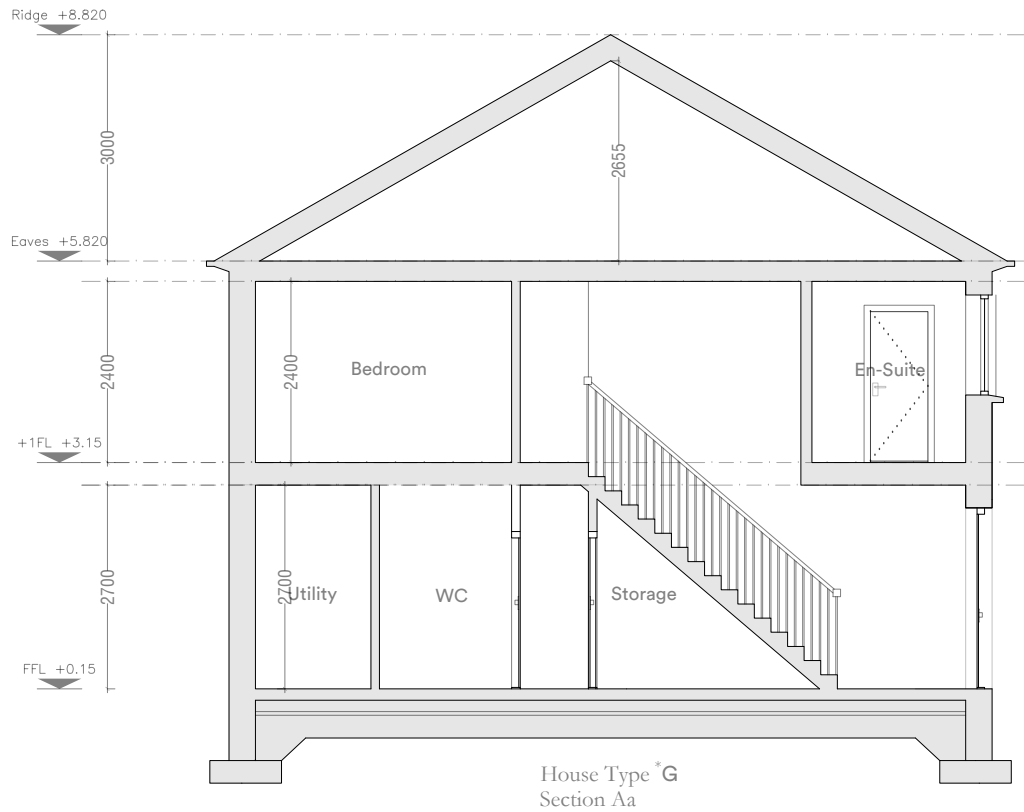 Ridge +8.820
3000
2655
Eaves +5.820
2400
2400
Bedroom
En-Suite
+1FL +3.15
2700
2700
Utility
WC
Storage
FFL +0.15
House Type *G
Section Aa